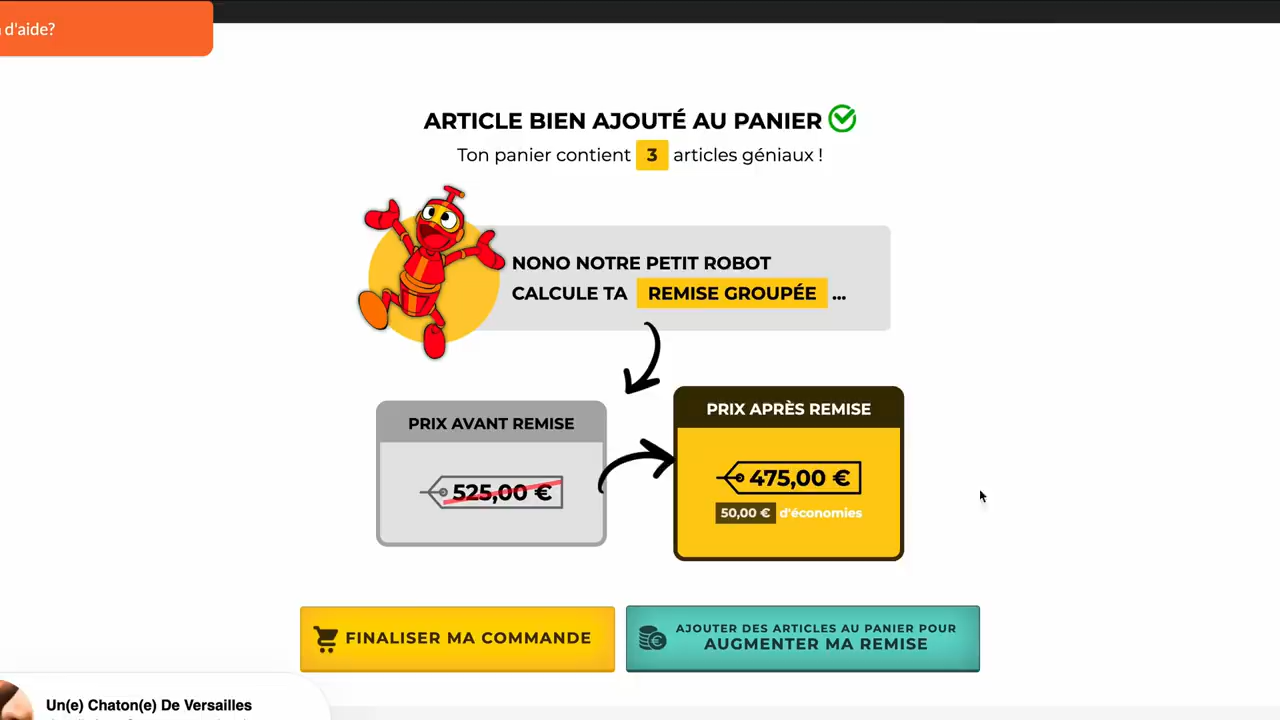 d'aide?
ARTICLE BIEN AJOUTÉ AU PANIER
Ton panier contient 3 articles géniaux !
NONO NOTRE PETIT ROBOT
CALCULE TA REMISE GROUPÉE ...
PRIX AVANT REMISE
525,00 €
PRIX APRÈS REMISE
475,00 €
50,00 € d'économies
FINALISER MA COMMANDE
AJOUTER DES ARTICLES AU PANIER POUR
AUGMENTER MA REMISE
Un(e) Chaton(e) De Versailles